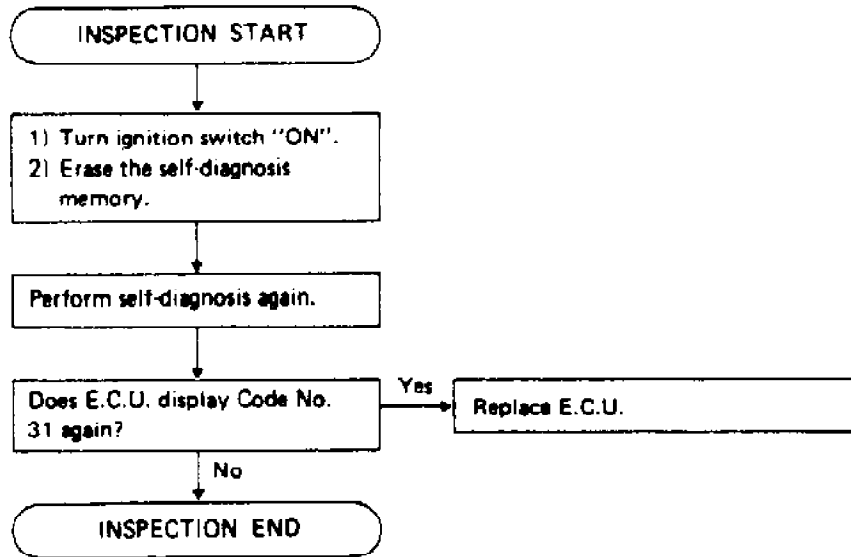 INSPECTION START
1) Turn ignition switch "ON".
2) Erase the self-diagnosis
memory.
Perform self-diagnosis again.
Does E.C.U. display Code No.
31 again?
Yes
Replace E.C.U.
No
INSPECTION END